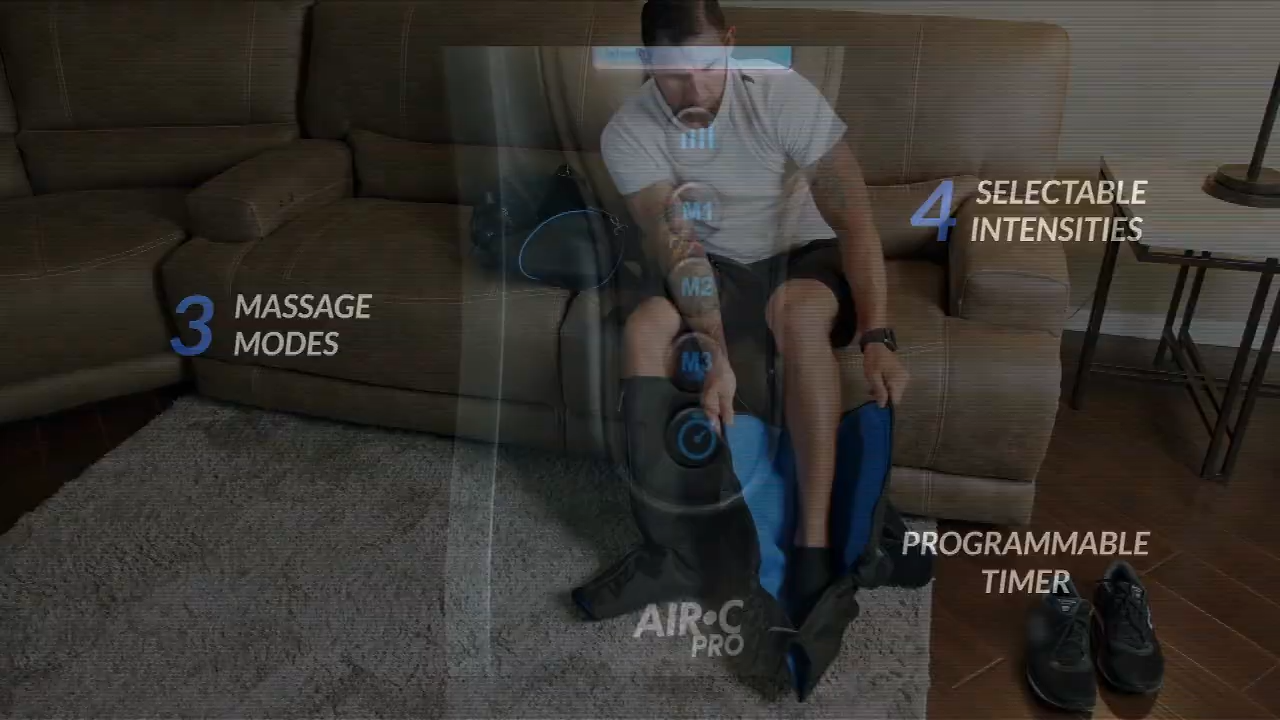 3 MASSAGE
MODES
4 SELECTABLE
INTENSITIES
M1
M2
M3
PROGRAMMABLE
TIMER
AIR•C
PRO